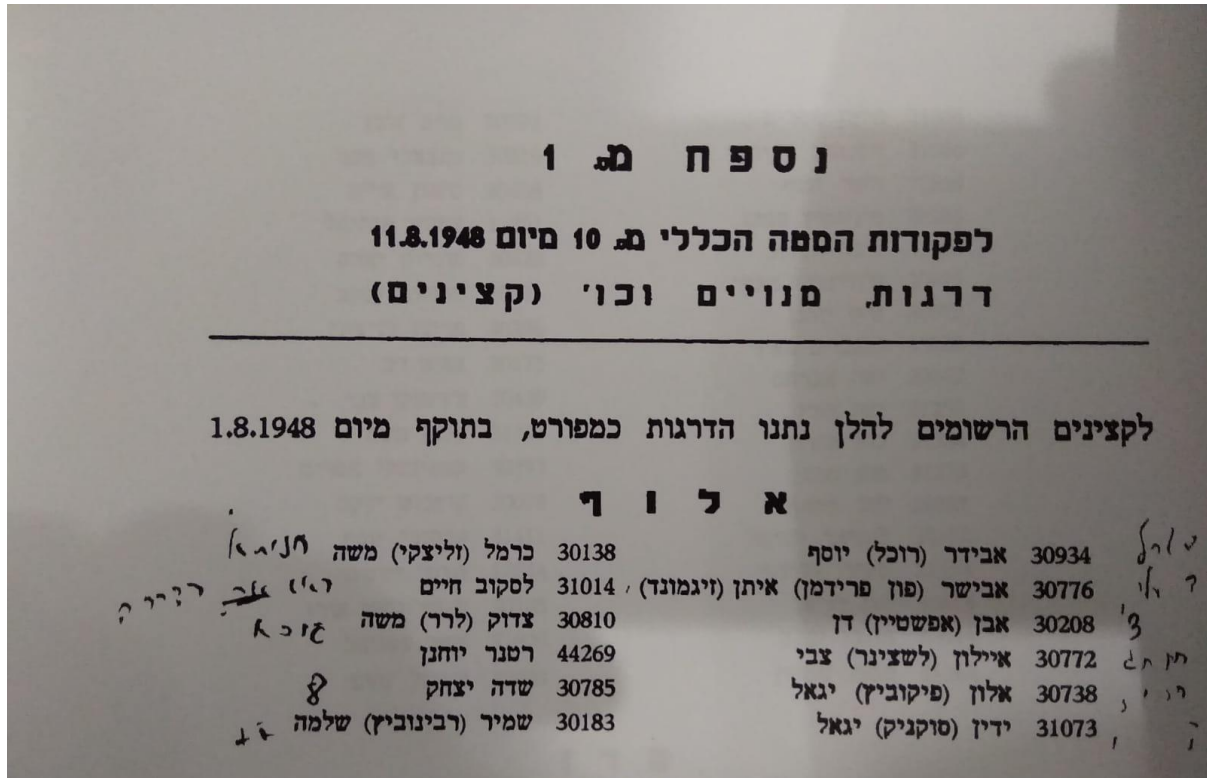 נספח מס. 1
לפקודות המטה הכללי מס. 10 מיום 11.8.1948
דרגות, מנויים וכו' (קצינים)
לקצינים הרשומים להלן נתנו הדרגות כמפורט, בתוקף מיום 1.8.1948
אלוף
30934 אבידר (רוכל) יוסף
30776 אבישר (פון פרידמן) איתן (זיגמונד)
30208 אבן (אפשטיין) דן
30772 איילון (לשצינר) צבי
30738 אלון (פיקוביץ) יגאל
31073 ידין (סוקניק) יגאל
30138 כרמל (זליצקי) משה
31014 לסקוב חיים
30810 צדוק (לרר) משה
44269 רטנר יוחנן
30785 שדה יצחק
30183 שמיר (רבינוביץ) שלמה